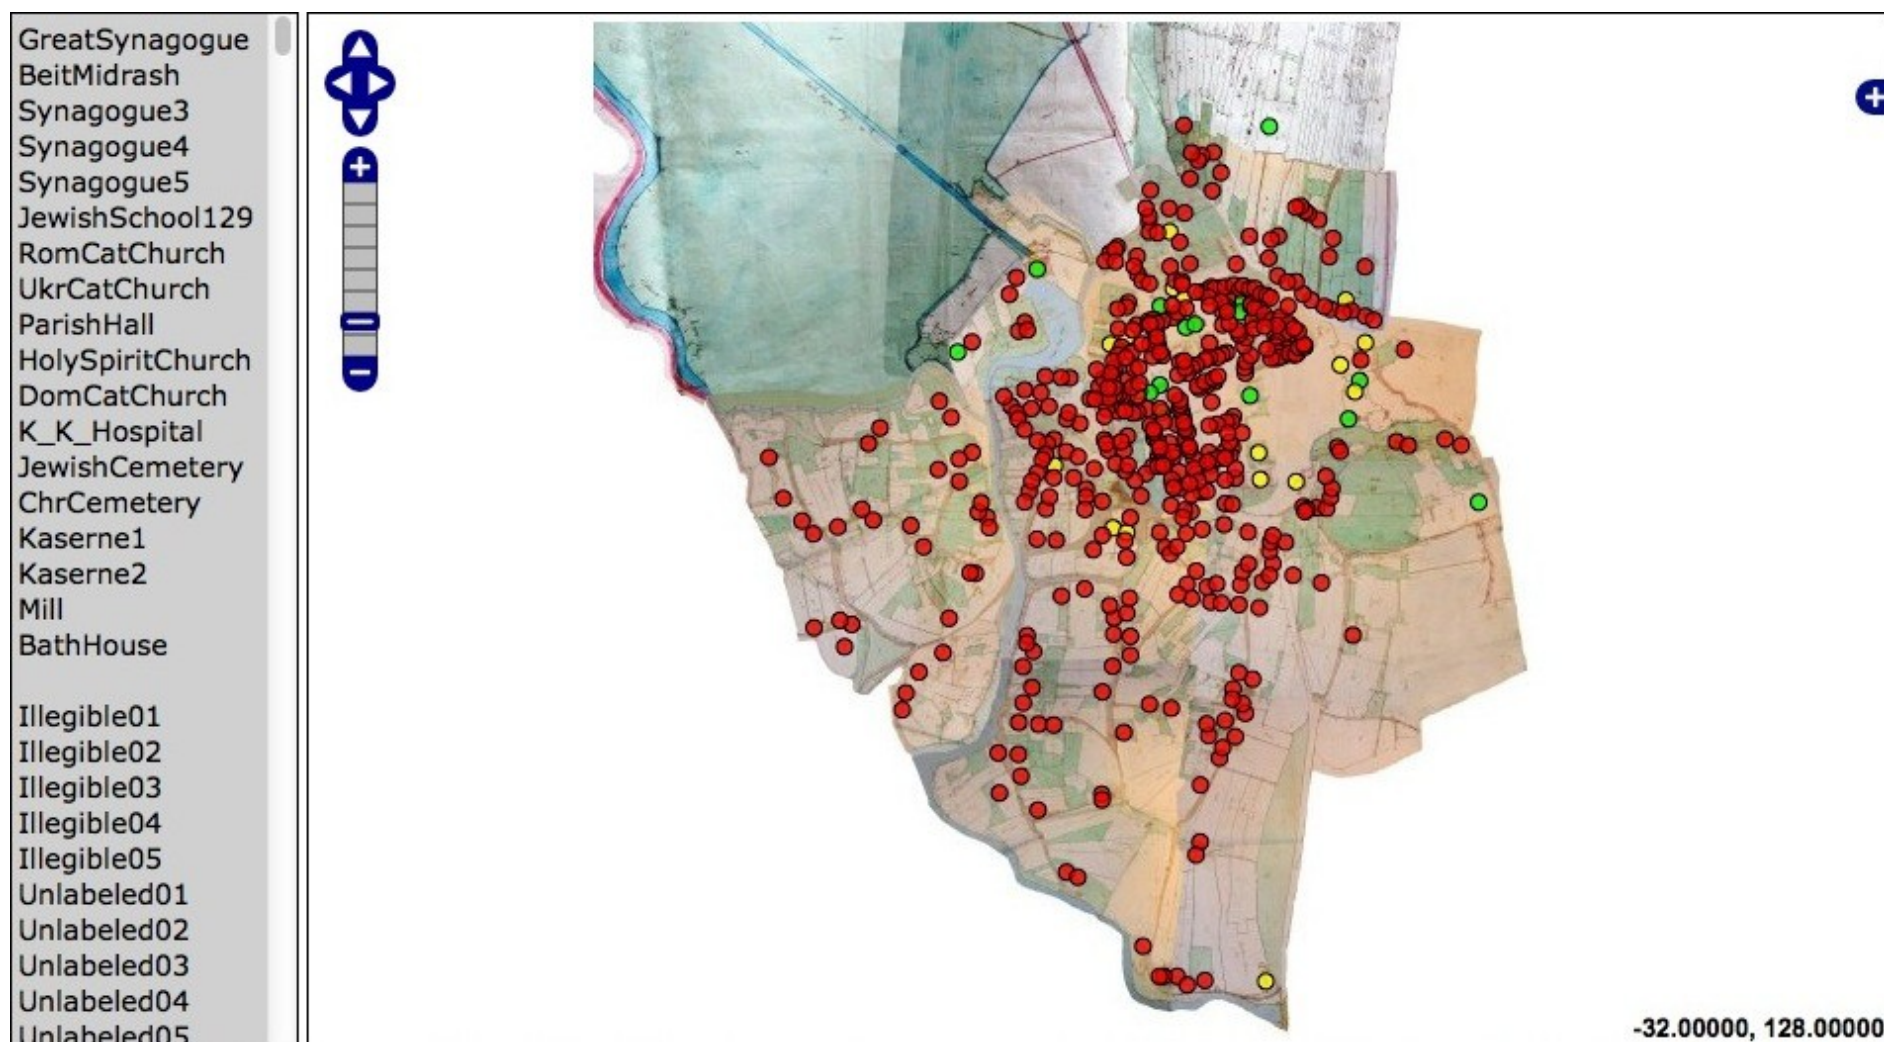 GreatSynagogue
BeitMidrash
Synagogue3
Synagogue4
Synagogue5
JewishSchool129
RomCatChurch
UkrCatChurch
ParishHall
HolySpiritChurch
DomCatChurch
K_K_Hospital
JewishCemetery
ChrCemetery
Kaserne1
Kaserne2
Mill
BathHouse
Illegible01
Illegible02
Illegible03
Illegible04
Illegible05
Unlabeled01
Unlabeled02
Unlabeled03
Unlabeled04
Unlabeled05
-32.00000, 128.00000